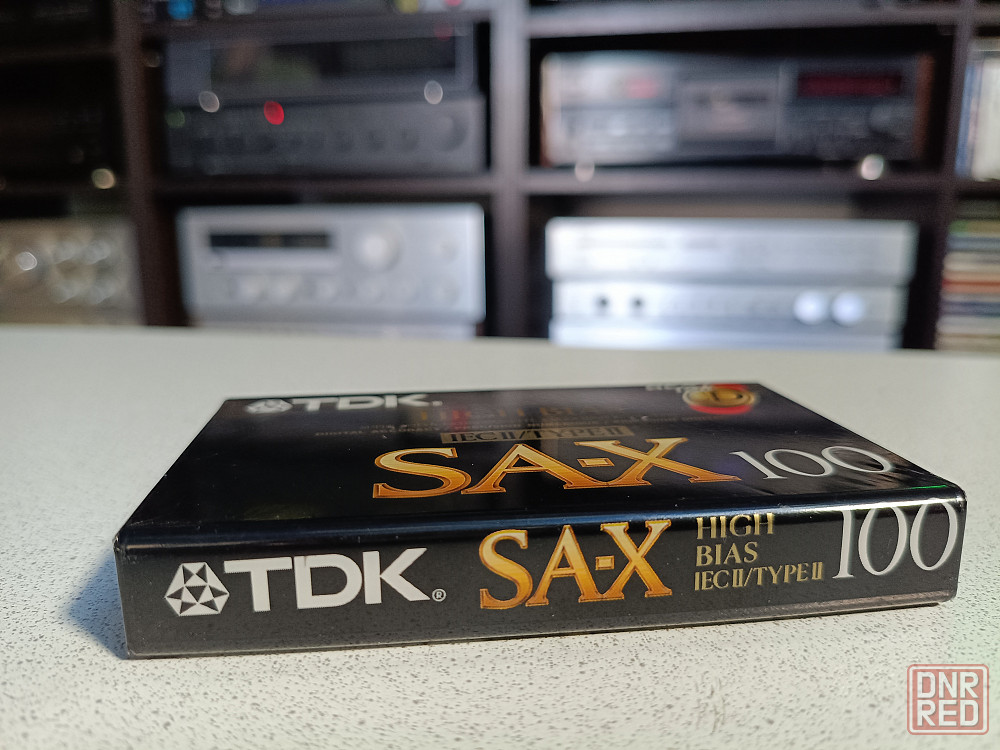 TDK.
IEC II/TYPE II
SA-X 100
TDK®
SA-X
HIGH
BIAS
IEC II/TYPE II
100
DNR
RED